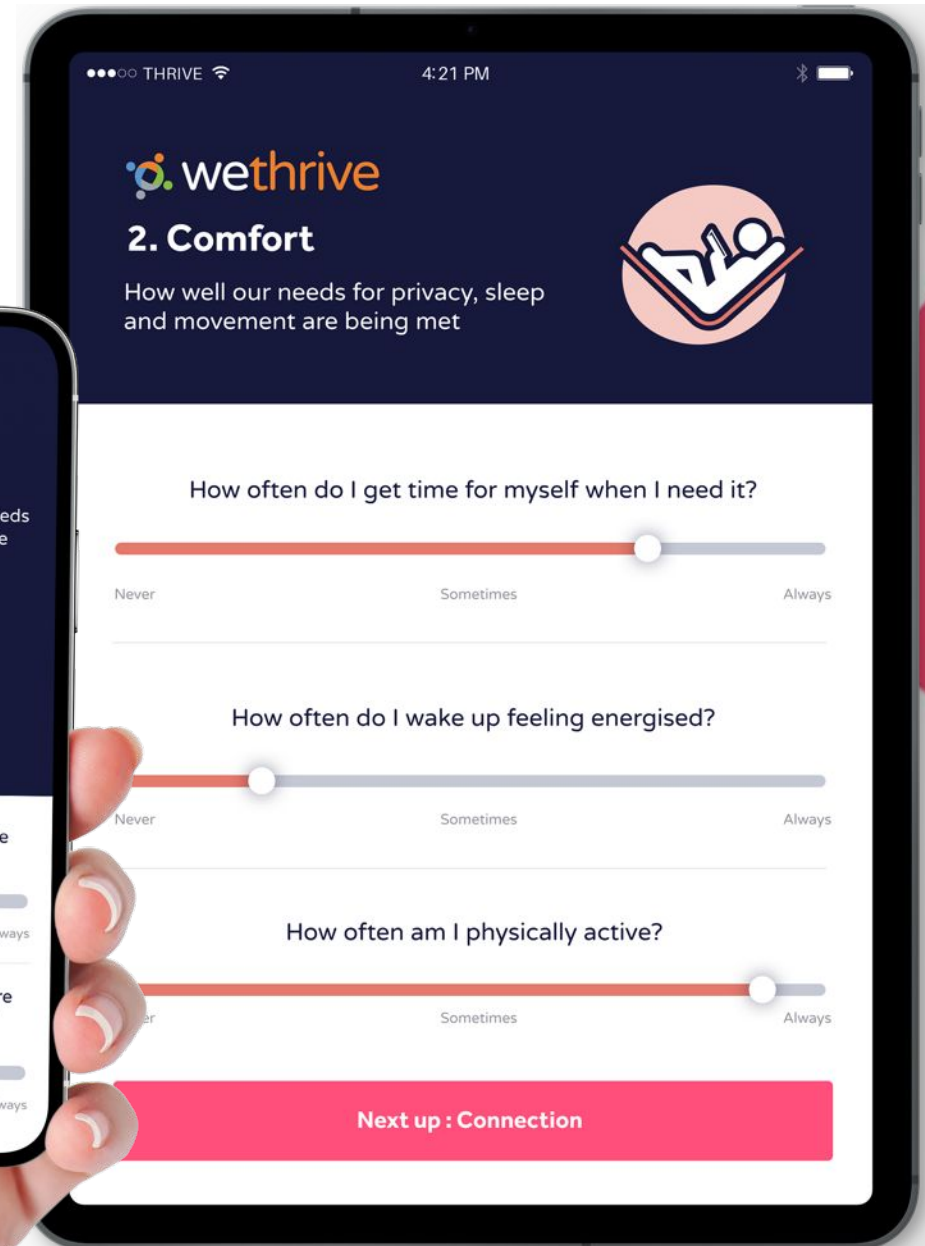 THRIVE
4:21 PM
wethrive
2. Comfort
How well our needs for privacy, sleep
and movement are being met
How often do I get time for myself when I need it?
Never Sometimes Always
How often do I wake up feeling energised?
Never Sometimes Always
How often am I physically active?
Sometimes Always
Next up : Connection